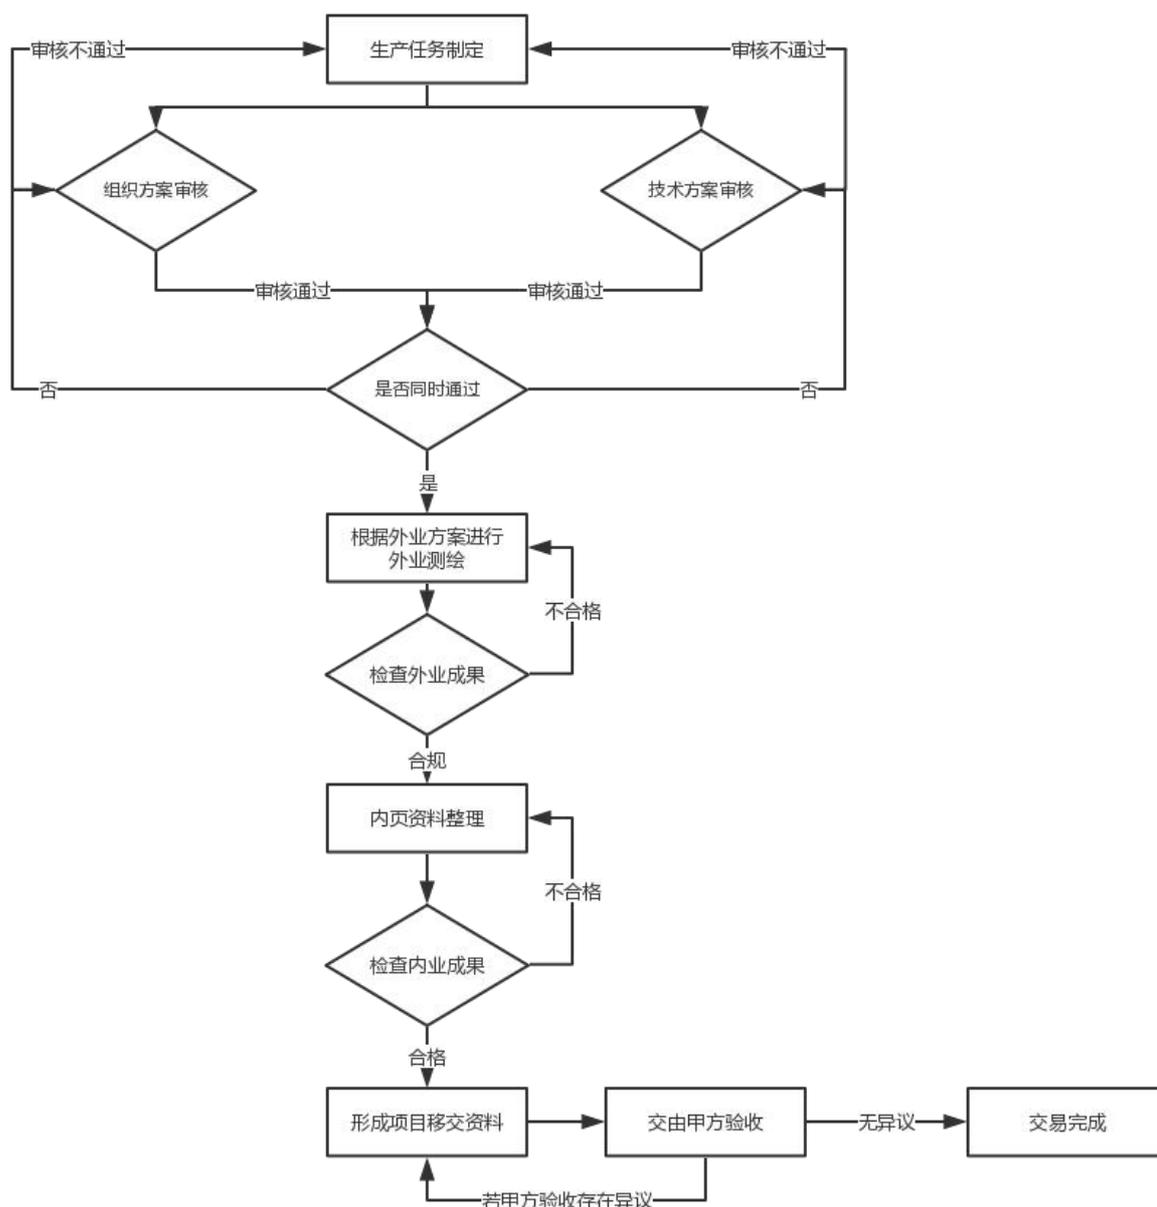 审核不通过
生产任务制定
审核不通过
组织方案审核
技术方案审核
审核通过
审核通过
是否同时通过
否
否
是
根据外业方案进行
外业测绘
不合格
检查外业成果
合规
内页资料整理
不合格
检查内业成果
合格
形成项目移交资料
交由甲方验收
无异议
交易完成
若甲方验收存在异议